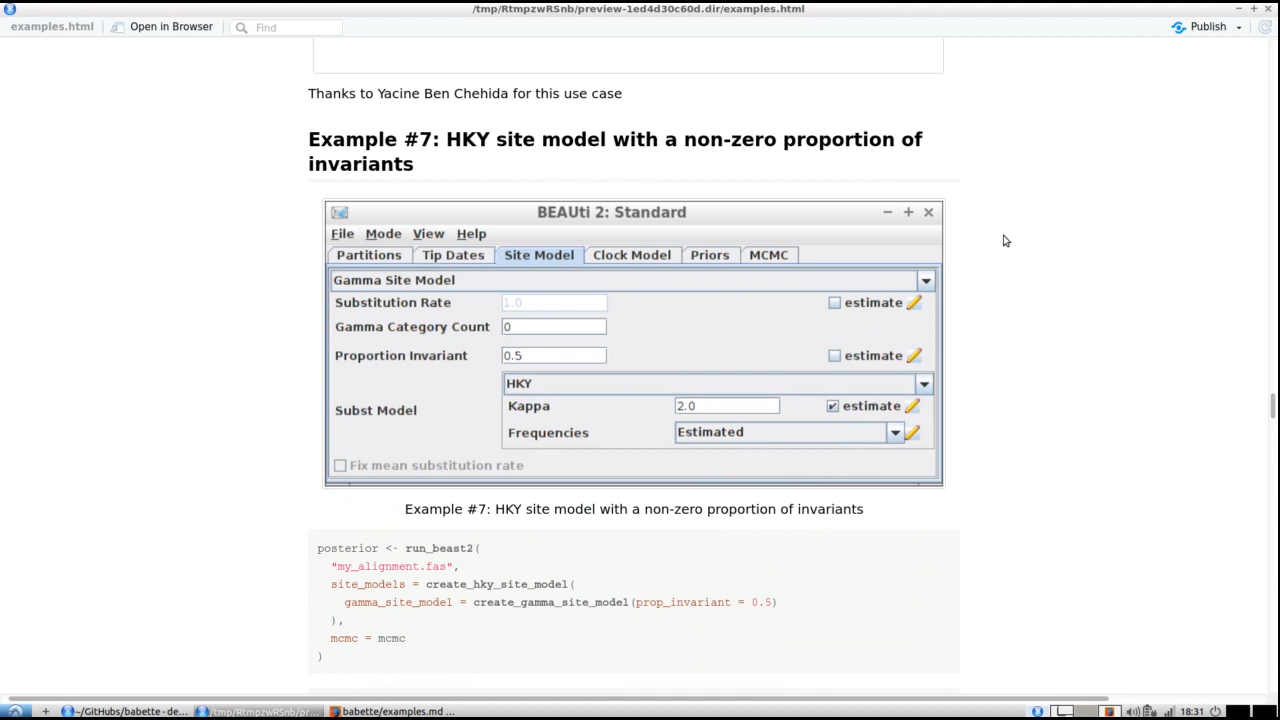 /tmp/RtmpzwRSnb/preview-1ed4d30c60d.dir/examples.html
examples.html Open in Browser Find Publish
Thanks to Yacine Ben Chehida for this use case
Example #7: HKY site model with a non-zero proportion of
invariants
BEAUti 2: Standard
File Mode View Help
Partitions Tip Dates Site Model Clock Model Priors MCMC
Gamma Site Model
Substitution Rate 1.0 estimate
Gamma Category Count 0
Proportion Invariant 0.5 estimate
HKY
Subst Model
Kappa 2.0 estimate
Frequencies Estimated
Fix mean substitution rate
Example #7: HKY site model with a non-zero proportion of invariants
posterior <- run_beast2(
"my_alignment.fas",
site_models = create_hky_site_model(
gamma_site_model = create_gamma_site_model(prop_invariant = 0.5)
),
mcmc = mcmc
)
~/GitHubs/babette - de... /tmp/RtmpzwRSnb/pr... babette/examples.md ... 18:31